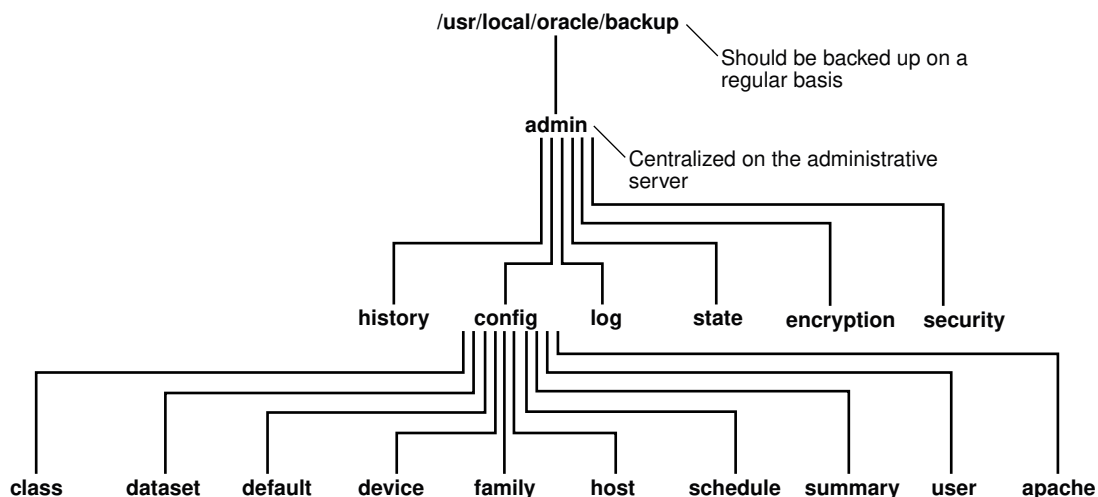 /usr/local/oracle/backup
Should be backed up on a
regular basis
admin
Centralized on the administrative
server
history config log state encryption security
class dataset default device family host schedule summary user apache